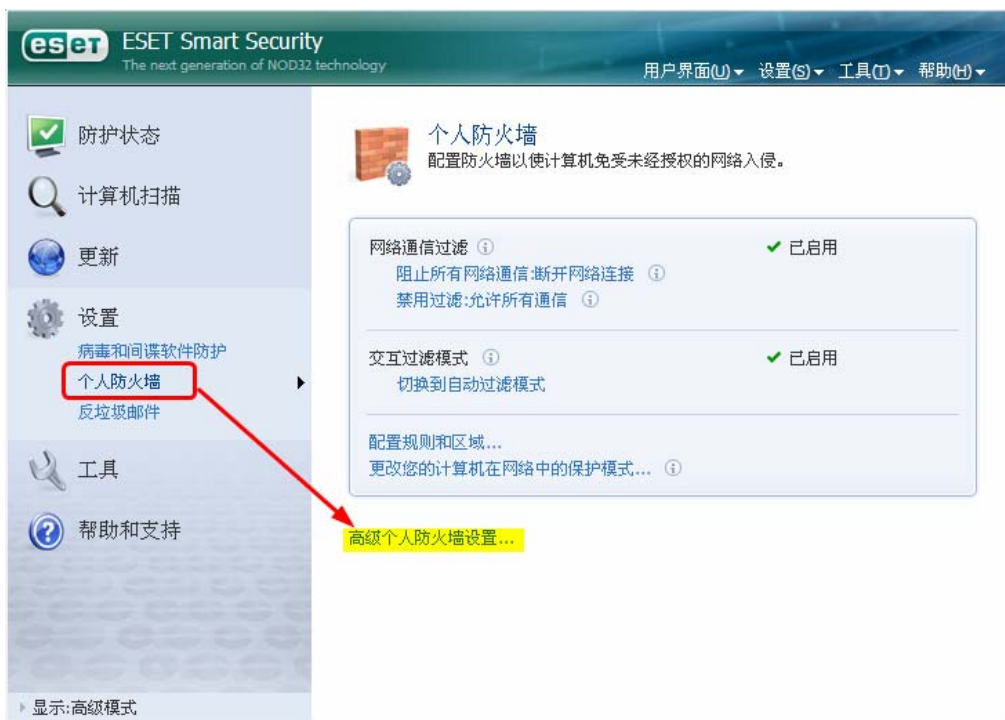 eset ESET Smart Security
The next generation of NOD32 technology
用户界面(U) 设置(S) 工具(T) 帮助(H)
防护状态
计算机扫描
更新
设置
病毒和间谍软件防护
个人防火墙
反垃圾邮件
工具
帮助和支持
显示:高级模式
个人防火墙
配置防火墙以使计算机免受未经授权的网络入侵。
网络通信过滤 已启用
阻止所有网络通信:断开网络连接
禁用过滤:允许所有通信
交互过滤模式 已启用
切换到自动过滤模式
配置规则和区域...
更改您的计算机在网络中的保护模式...
高级个人防火墙设置...